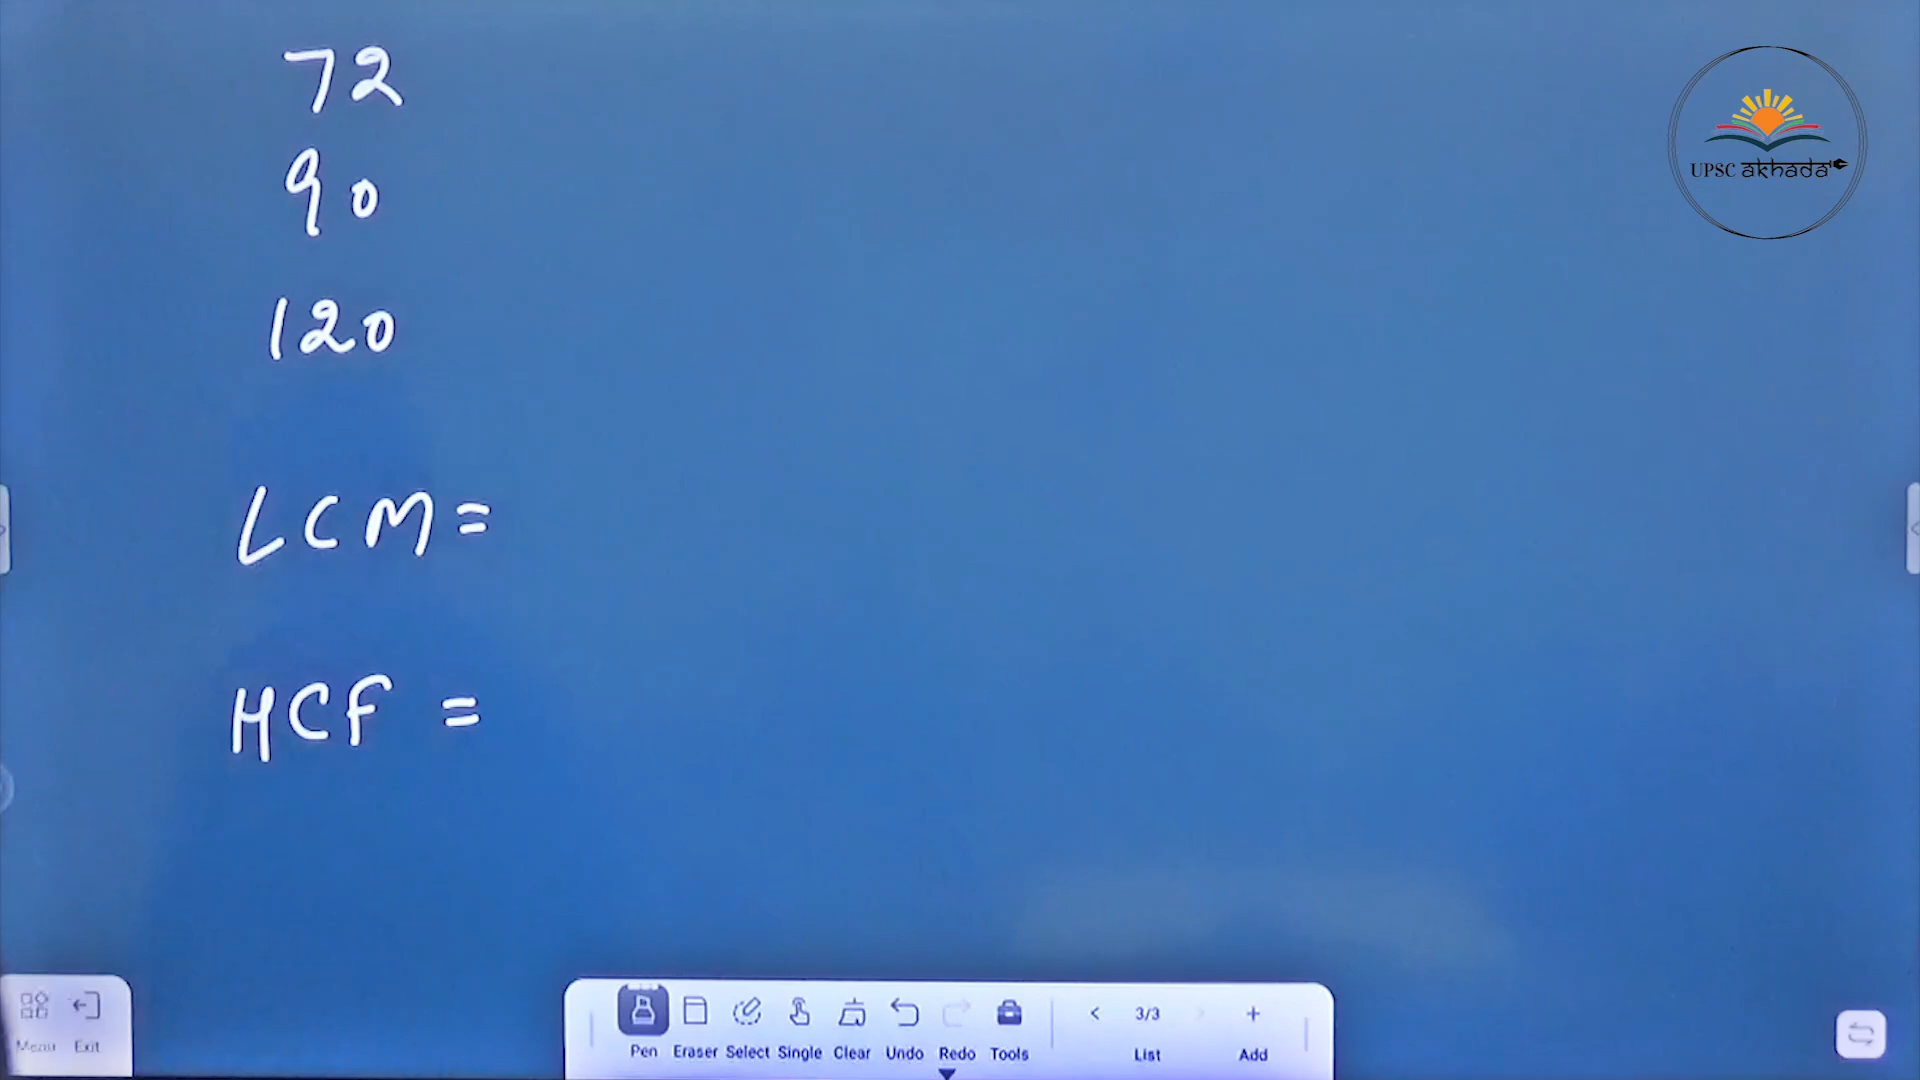 72
90
120
LCM=
HCF =
UPSC akhada
Menu Exit
Pen Eraser Select Single Clear Undo Redo Tools
< 3/3 > +
List Add